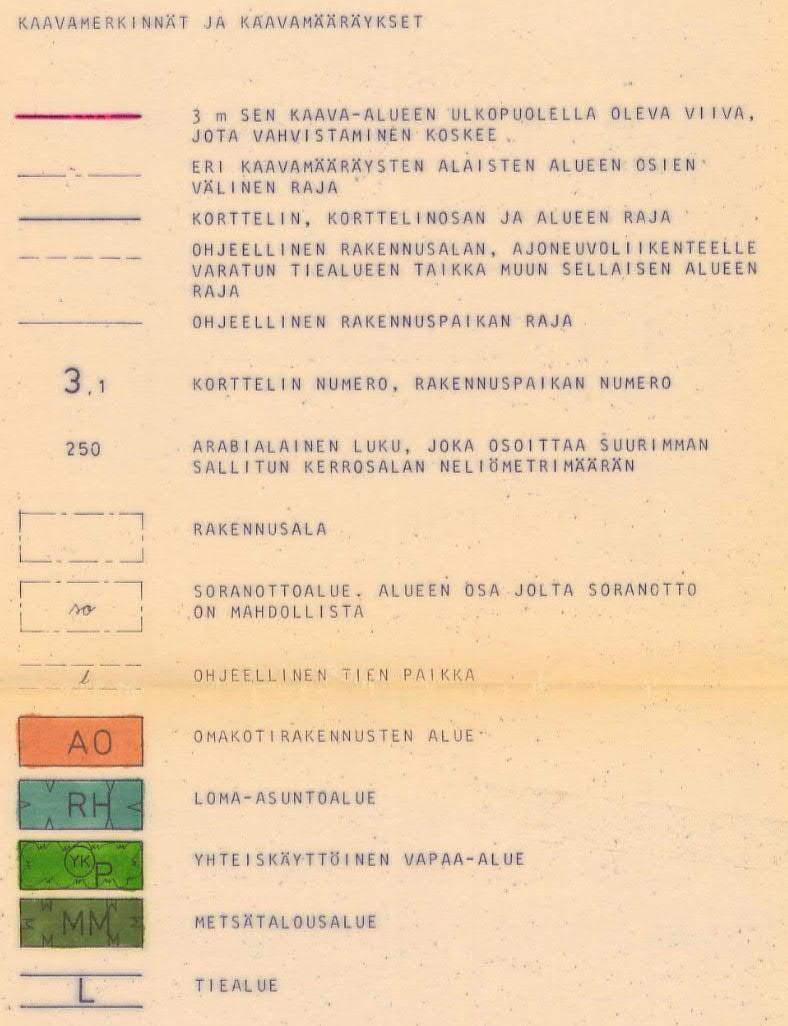 KAAVAMERKINNÄT JA KAAVAMÄÄRÄYKSET
3 m SEN KAAVA-ALUEEN ULKOPUOLELLA OLEVA VIIVA,
JOTA VAHVISTAMINEN KOSKEE
ERI KAAVAMÄÄRÄYSTEN ALAISTEN ALUEEN OSIEN
VÄLINEN RAJA
KORTTELIN, KORTTELINOSAN JA ALUEEN RAJA
OHJEELLINEN RAKENNUSALAN, AJONEUVOLIIKENTEELLE
VARATUN TIEALUEEN TAIKKA MUUN SELLAISEN ALUEEN
RAJA
OHJEELLINEN RAKENNUSPAIKAN RAJA
3,1 KORTTELIN NUMERO, RAKENNUSPAIKAN NUMERO
250 ARABIALAINEN LUKU, JOKA OSOITTAA SUURIMMAN
SALLITUN KERROSALAN NELIÖMETRIMÄÄRÄN
RAKENNUSALA
so SORANOTTOALUE. ALUEEN OSA JOLTA SORANOTTO
ON MAHDOLLISTA
l OHJEELLINEN TIEN PAIKKA
AO OMAKOTIRAKENNUSTEN ALUE
RH LOMA-ASUNTOALUE
YK P YHTEISKÄYTTÖINEN VAPAA-ALUE
MM METSÄTALOUSALUE
L TIEALUE